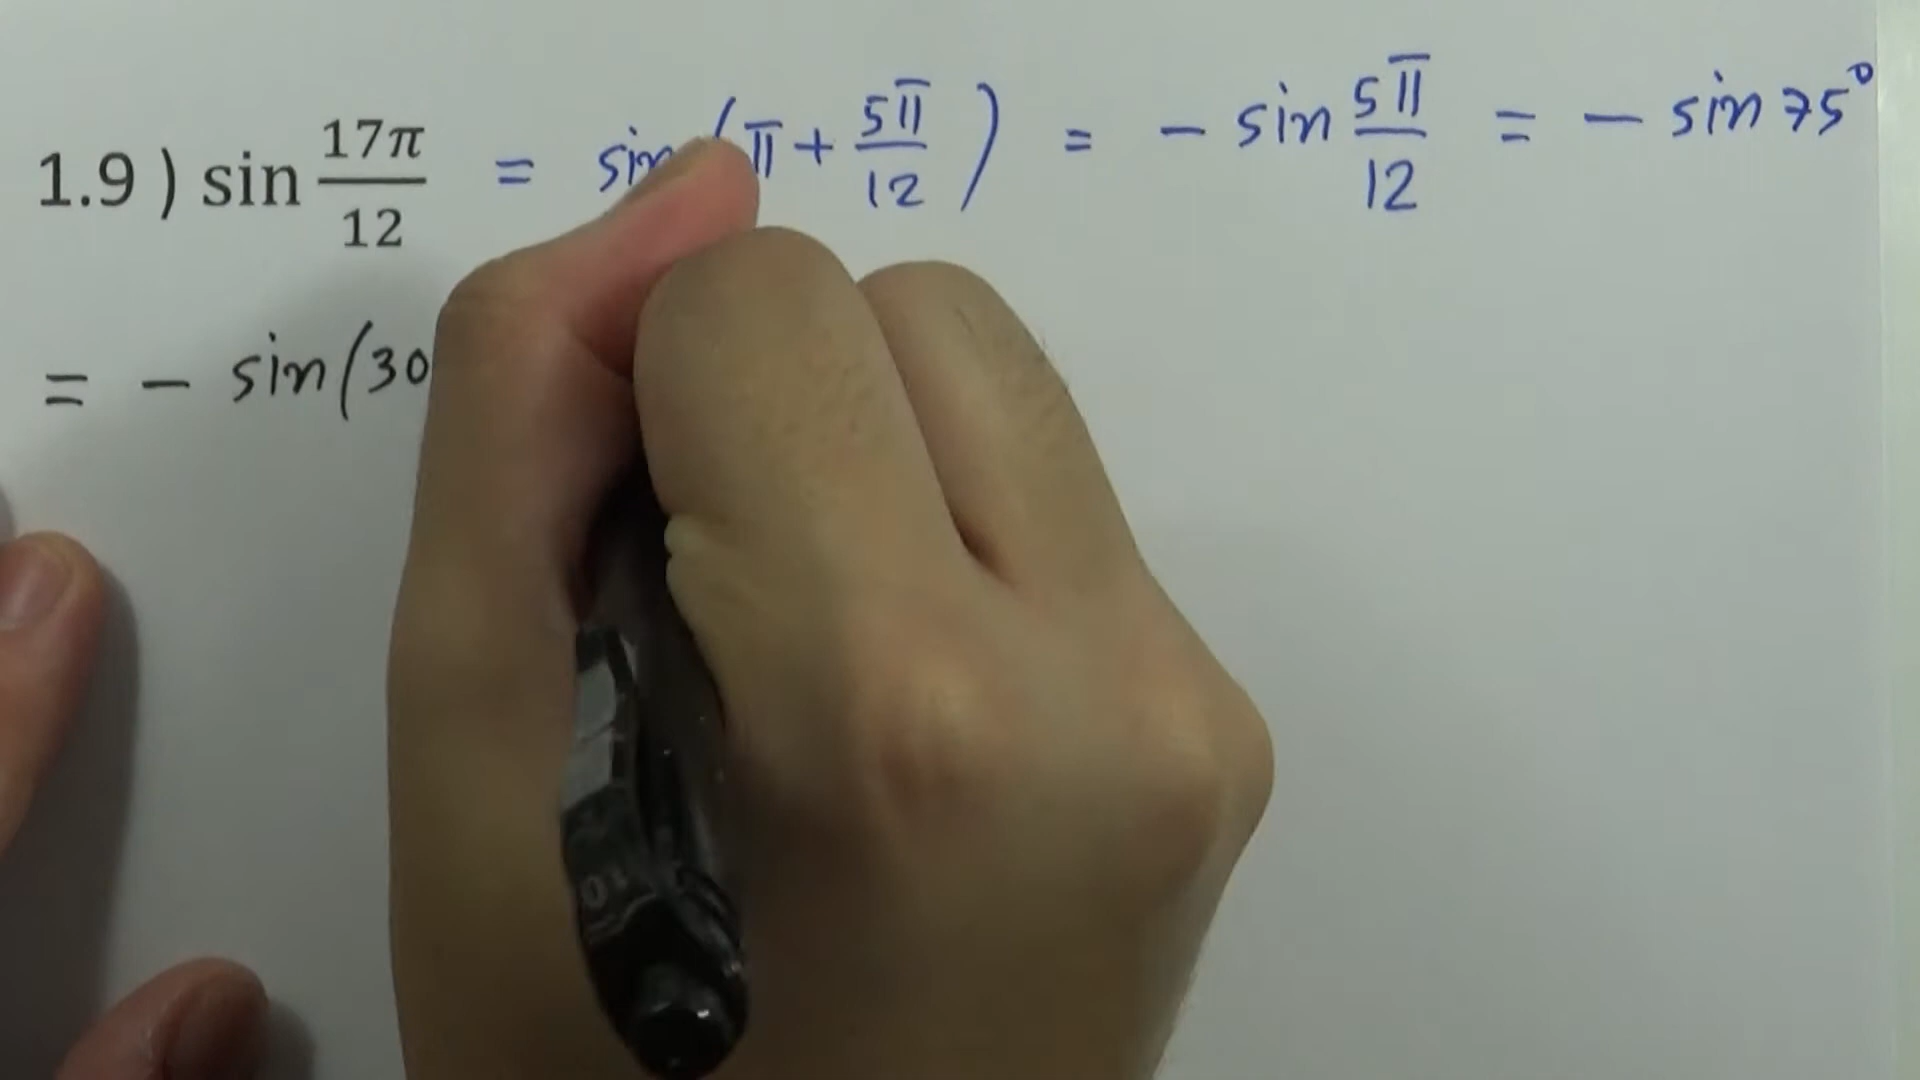 1.9 ) sin 17π/12 = sin(π + 5π/12) = - sin 5π/12 = - sin 75°
= - sin(30